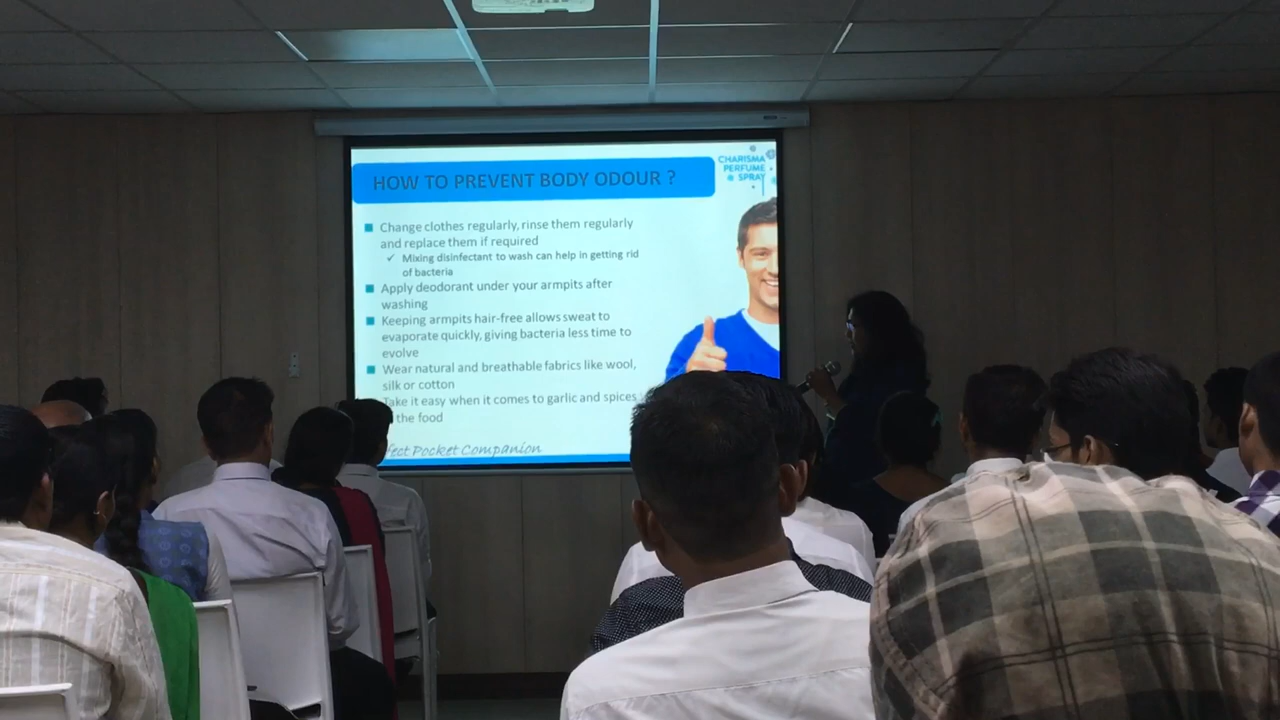 HOW TO PREVENT BODY ODOUR ?
CHARISMA
PERFUME
SPRAY
Change clothes regularly, rinse them regularly
and replace them if required
Mixing disinfectant to wash can help in getting rid
of bacteria
Apply deodorant under your armpits after
washing
Keeping armpits hair-free allows sweat to
evaporate quickly, giving bacteria less time to
evolve
Wear natural and breathable fabrics like wool,
silk or cotton
Take it easy when it comes to garlic and spices
the food
fect Pocket Companion